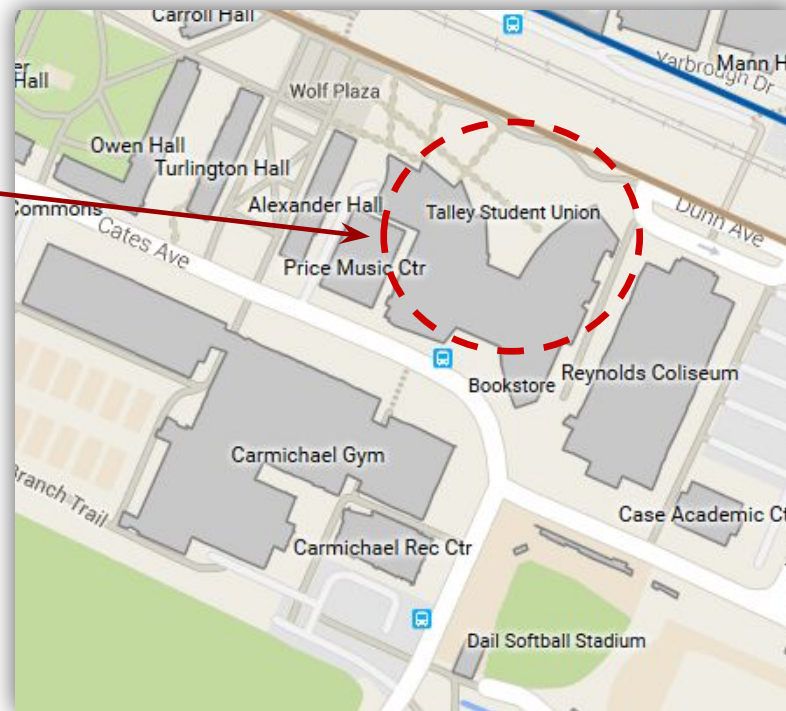 Carroll Hall
Yarbrough Dr
Mann H
er
Hall
Wolf Plaza
Owen Hall
Turlington Hall
Alexander Hall
Talley Student Union
Dunn Ave
Commons
Cates Ave
Price Music Ctr
Bookstore
Reynolds Coliseum
Carmichael Gym
Branch Trail
Case Academic Ct
Carmichael Rec Ctr
Dail Softball Stadium